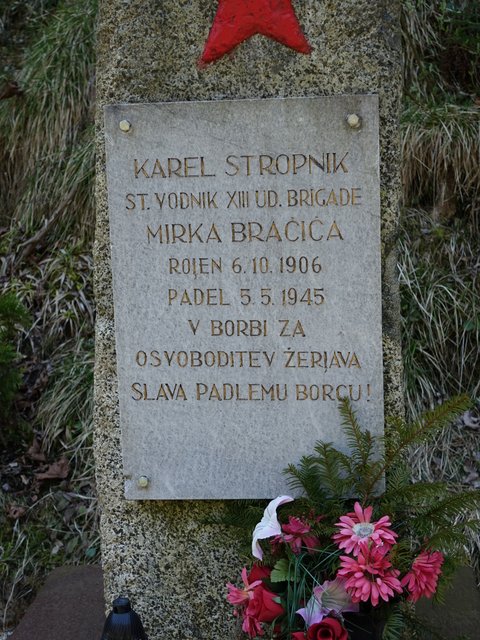 KAREL STROPNIK
ST. VODNIK XIII UD. BRIGADE
MIRKA BRAČIČA
ROJEN 6.10.1906
PADEL 5.5.1945
V BORBI ZA
OSVOBODITEV ŽERJAVA
SLAVA PADLEMU BORCU!